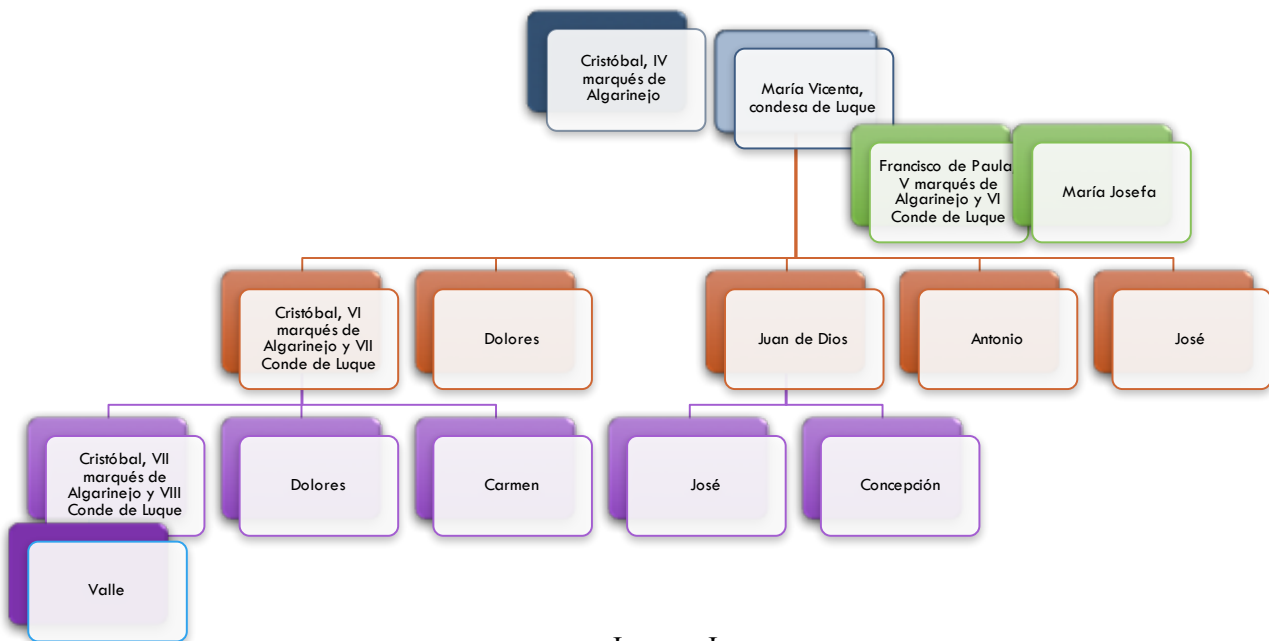 Cristóbal, IV
marqués de
Algarinejo
María Vicenta,
condesa de Luque
Francisco de Paula,
V marqués de
Algarinejo y VI
Conde de Luque
María Josefa
Cristóbal, VI
marqués de
Algarinejo y VII
Conde de Luque
Dolores
Juan de Dios
Antonio
José
Cristóbal, VII
marqués de
Algarinejo y VIII
Conde de Luque
Dolores
Carmen
José
Concepción
Valle